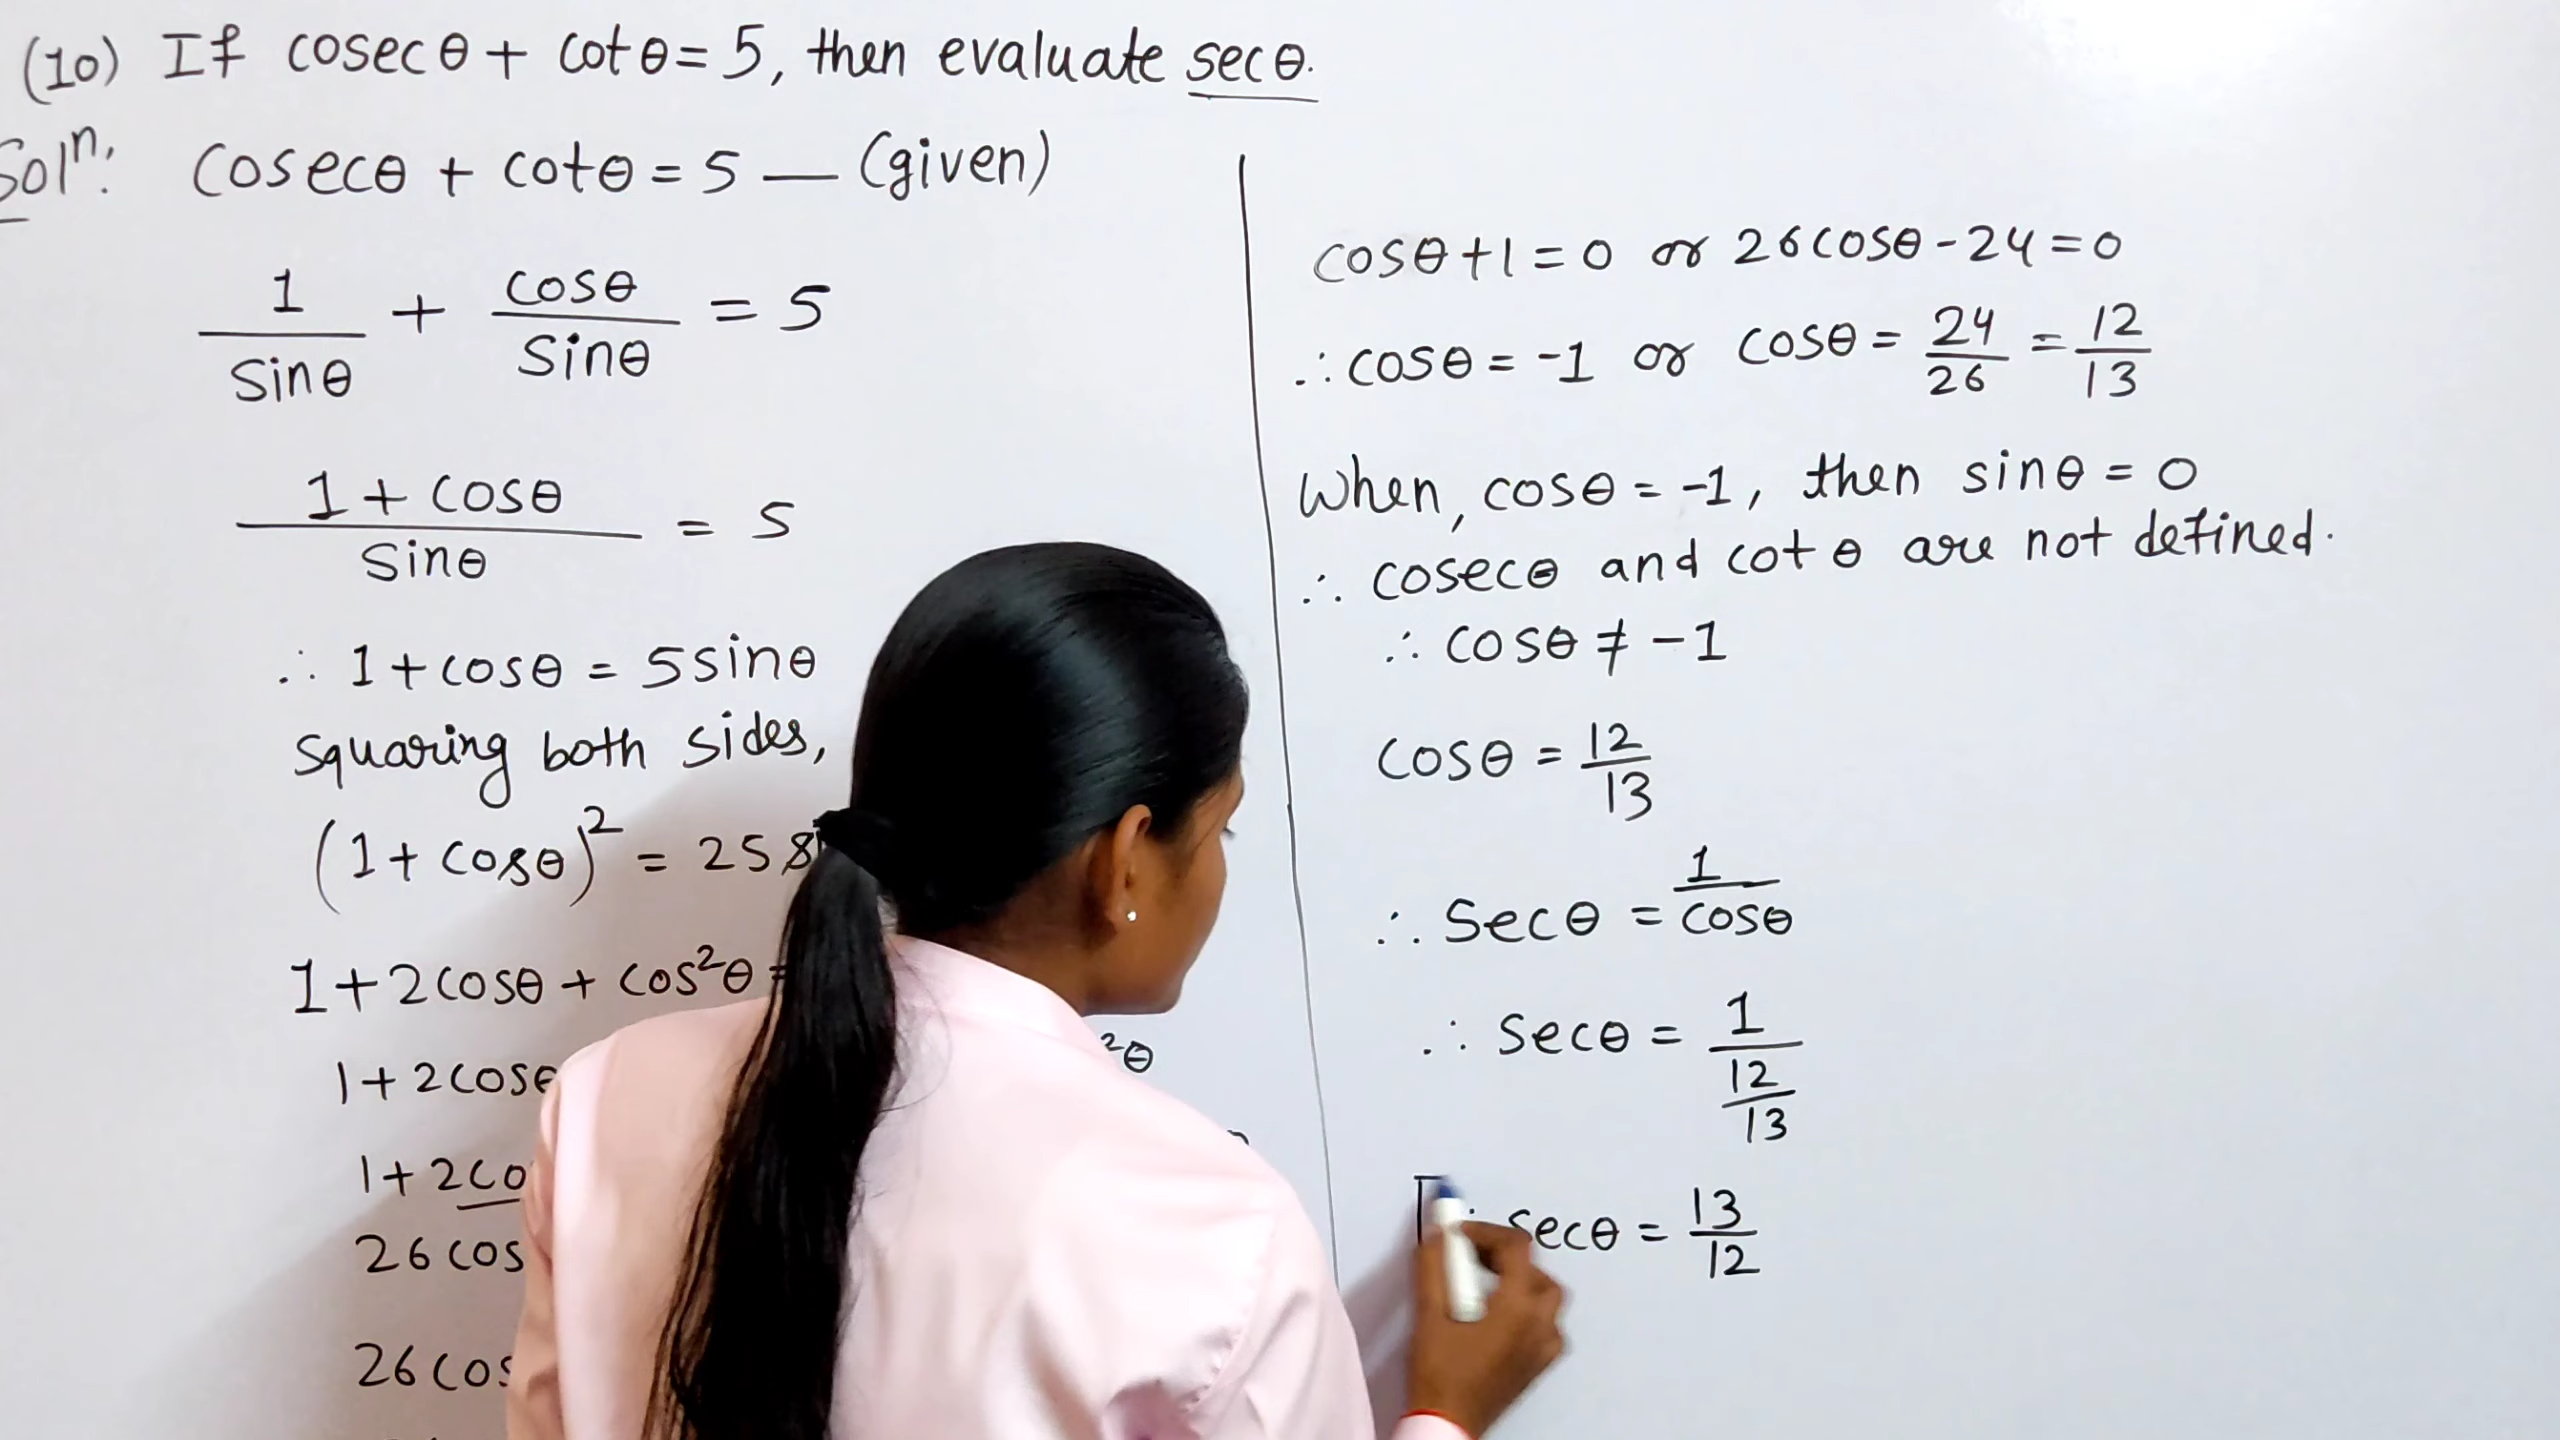 (10) If cosecθ + cotθ = 5, then evaluate secθ.
Solⁿ: cosecθ + cotθ = 5 — (given)
1/sinθ + cosθ/sinθ = 5
(1 + cosθ)/sinθ = 5
∴ 1 + cosθ = 5sinθ
squaring both sides,
(1 + cosθ)² = 25
1 + 2cosθ + cos²θ =
1 + 2cosθ ²θ
1 + 2co
26cos
26cos
cosθ + 1 = 0 or 26cosθ - 24 = 0
∴ cosθ = -1 or cosθ = 24/26 = 12/13
When, cosθ = -1, then sinθ = 0
∴ cosecθ and cotθ are not defined.
∴ cosθ ≠ -1
cosθ = 12/13
∴ secθ = 1/cosθ
∴ secθ = 1/(12/13)
secθ = 13/12